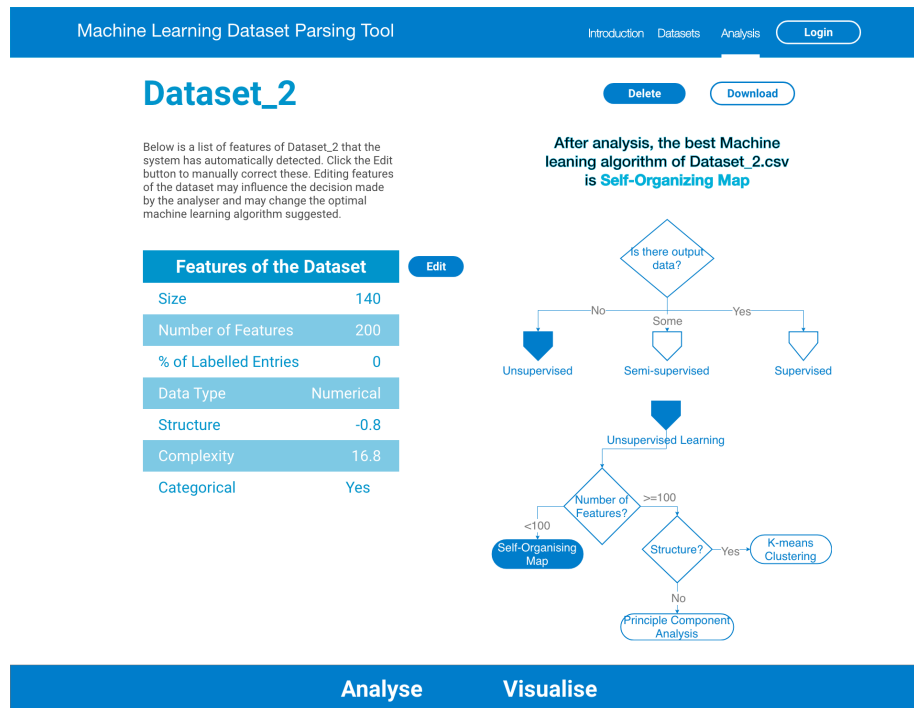 Machine Learning Dataset Parsing Tool
Introduction Datasets Analysis Login
Dataset_2
Delete Download
Below is a list of features of Dataset_2 that the
system has automatically detected. Click the Edit
button to manually correct these. Editing features
of the dataset may influence the decision made
by the analyser and may change the optimal
machine learning algorithm suggested.
After analysis, the best Machine
leaning algorithm of Dataset_2.csv
is Self-Organizing Map
Features of the Dataset
Edit
Size 140
Number of Features 200
% of Labelled Entries 0
Data Type Numerical
Structure -0.8
Complexity 16.8
Categorical Yes
Is there output
data?
No
Some
Yes
Unsupervised
Semi-supervised
Supervised
Unsupervised Learning
Number of
Features?
>=100
<100
Self-Organising
Map
Structure?
Yes
K-means
Clustering
No
Principle Component
Analysis
Analyse Visualise